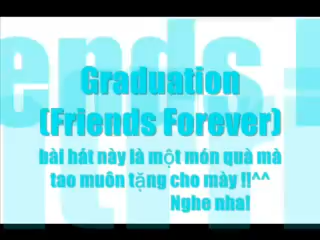 Graduation
(Friends Forever)
bài hát này là một món quà mà
tao muôn tặng cho mày !!^^
Nghe nha!